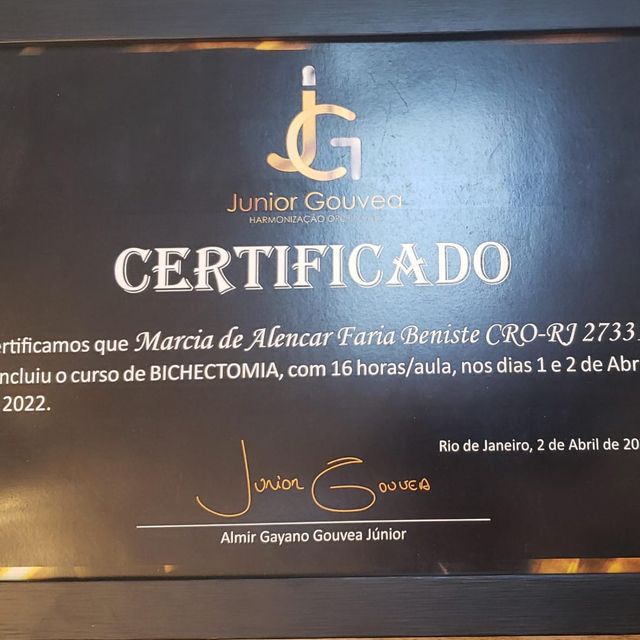 JG
Junior Gouvea
HARMONIZAÇÃO
CERTIFICADO
ertificamos que Marcia de Alencar Faria Beniste CRO-RJ 2733
ncluiu o curso de BICHECTOMIA, com 16 horas/aula, nos dias 1 e 2 de Abr
2022.
Rio de Janeiro, 2 de Abril de 20
Junior Gouvea
Almir Gayano Gouvea Júnior